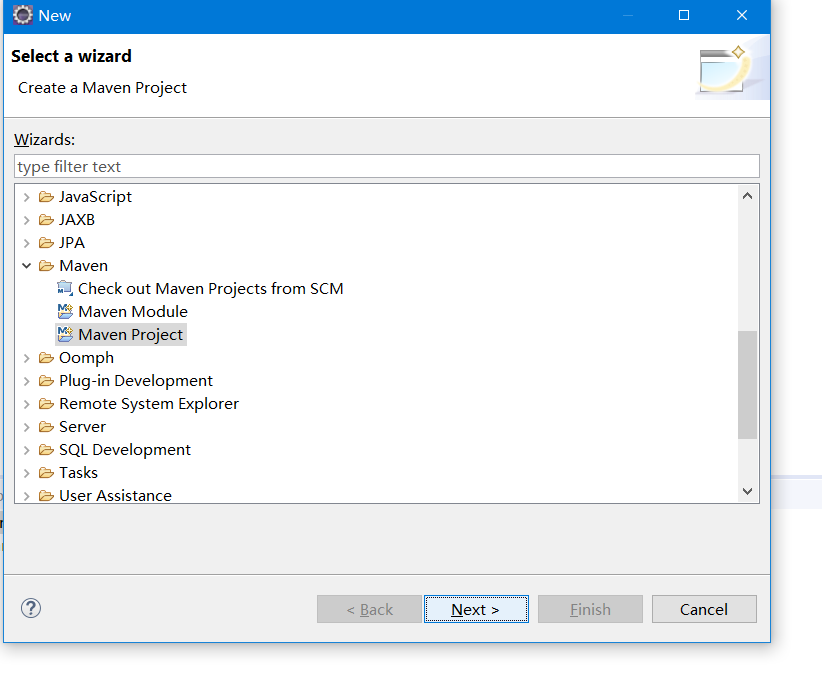 New
Select a wizard
Create a Maven Project
Wizards:
type filter text
JavaScript
JAXB
JPA
Maven
Check out Maven Projects from SCM
Maven Module
Maven Project
Oomph
Plug-in Development
Remote System Explorer
Server
SQL Development
Tasks
User Assistance
? < Back Next > Finish Cancel